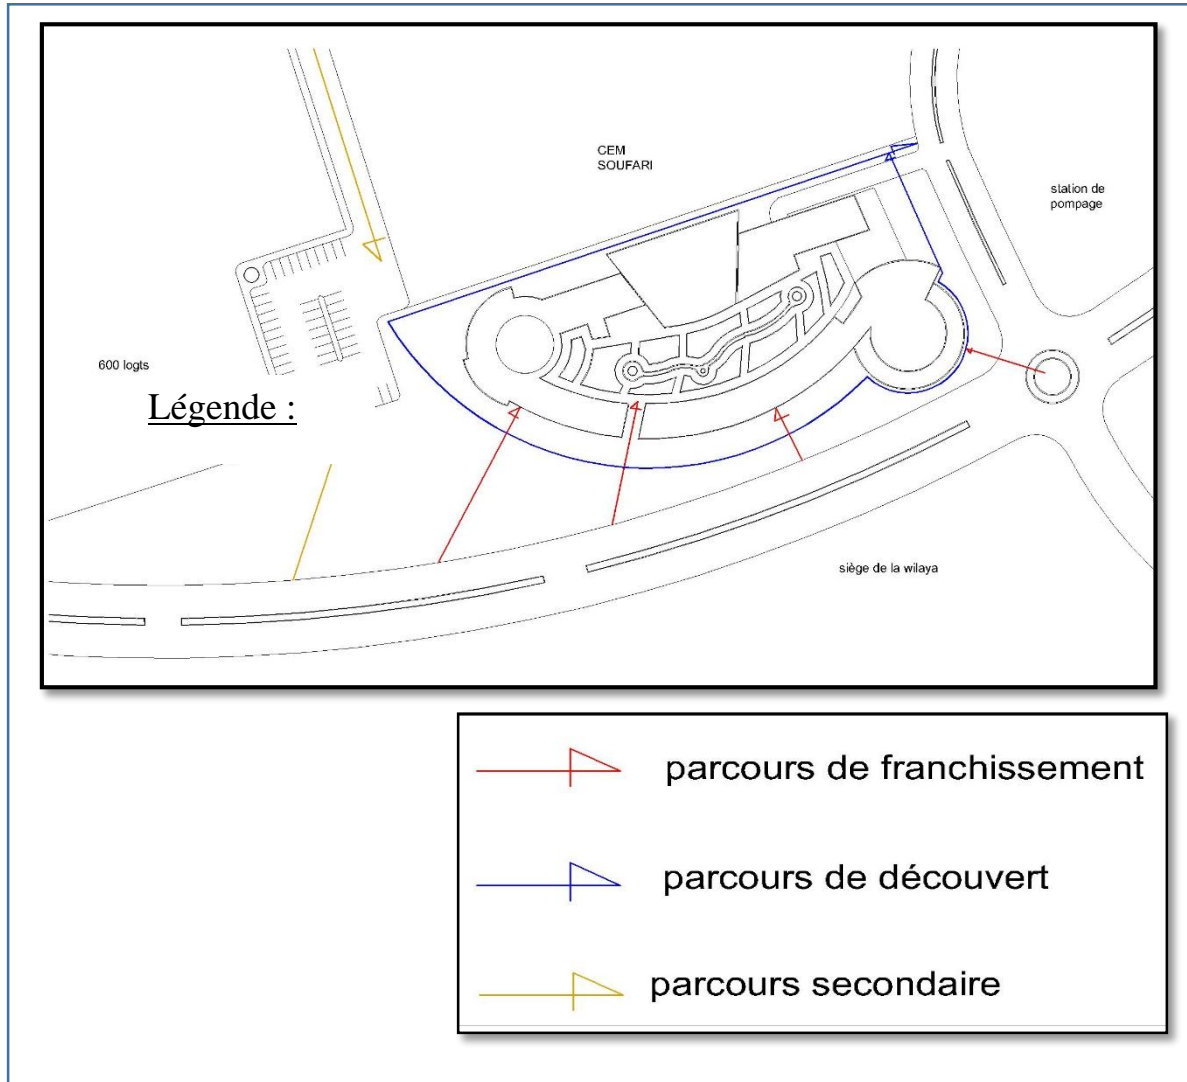 CEM
SOUFARI
station de
pompage
600 logts
Légende :
siège de la wilaya
parcours de franchissement
parcours de découvert
parcours secondaire